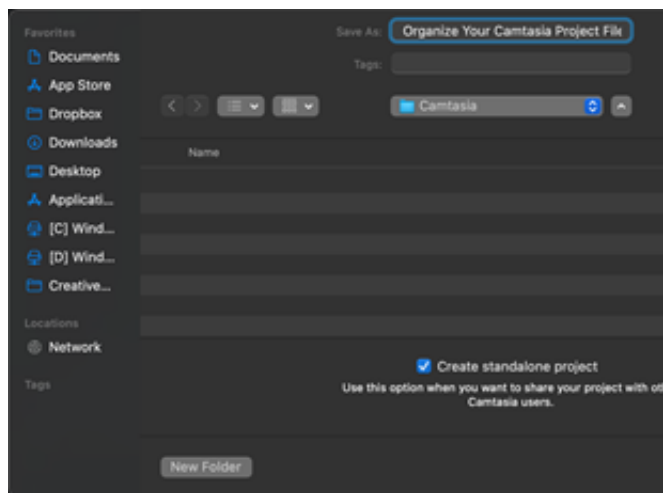 Favorites
Documents
App Store
Dropbox
Downloads
Desktop
Applicati...
[C] Wind...
[D] Wind...
Creative...
Locations
Network
Tags
Save As: Organize Your Camtasia Project File
Tags:
Camtasia
Name
Create standalone project
Use this option when you want to share your project with ot
Camtasia users.
New Folder